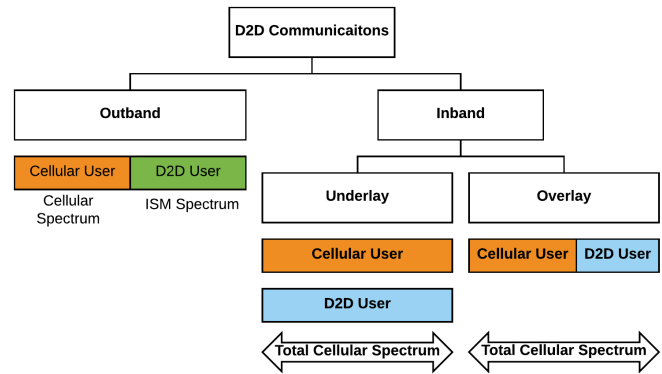 D2D Communicaitons
Outband
Inband
Cellular User
D2D User
Cellular
Spectrum
ISM Spectrum
Underlay
Overlay
Cellular User
Cellular User
D2D User
D2D User
Total Cellular Spectrum
Total Cellular Spectrum